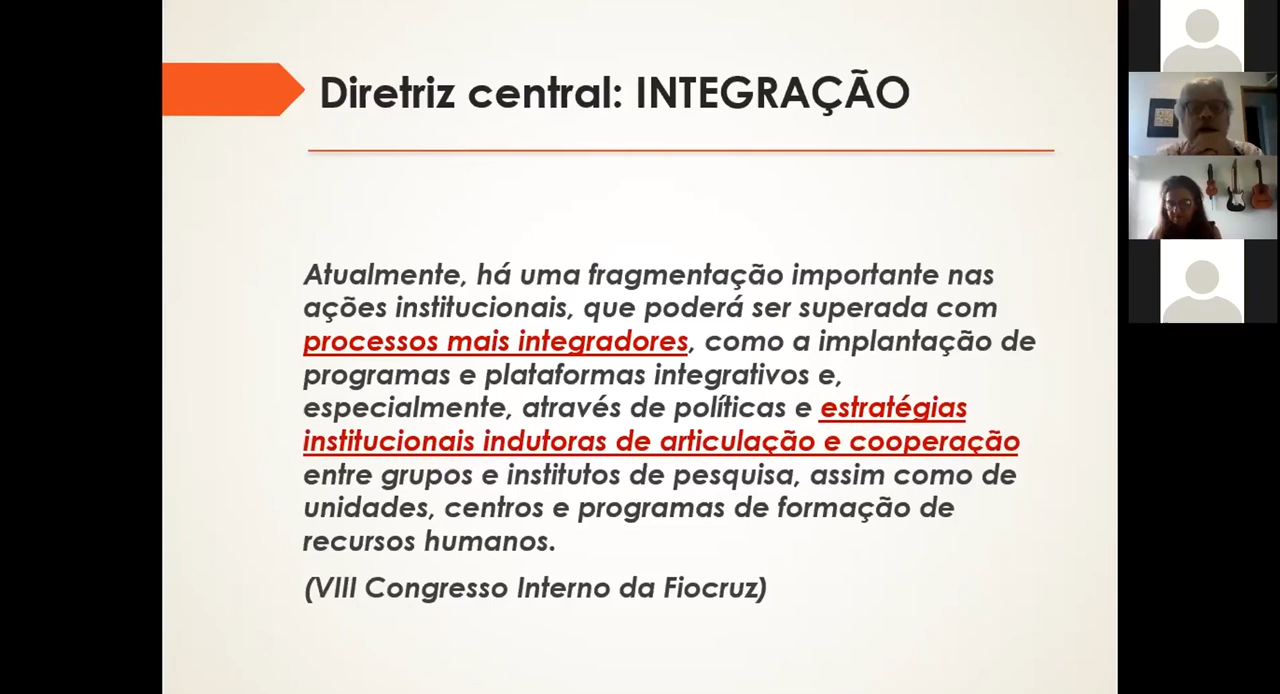 Diretriz central: INTEGRAÇÃO
Atualmente, há uma fragmentação importante nas
ações institucionais, que poderá ser superada com
processos mais integradores, como a implantação de
programas e plataformas integrativos e,
especialmente, através de políticas e estratégias
institucionais indutoras de articulação e cooperação
entre grupos e institutos de pesquisa, assim como de
unidades, centros e programas de formação de
recursos humanos.
(VIII Congresso Interno da Fiocruz)